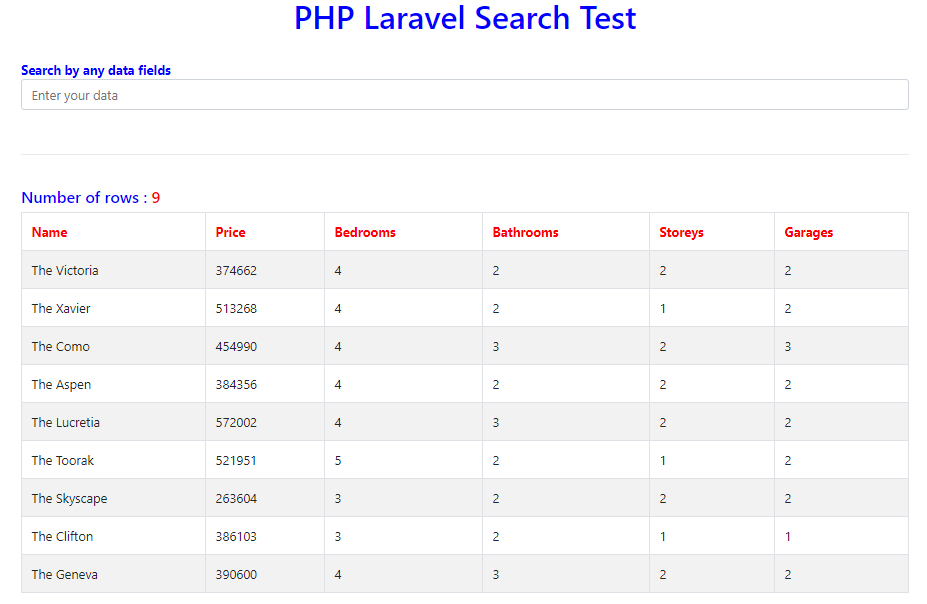 PHP Laravel Search Test
Search by any data fields
Enter your data
Number of rows : 9
Name Price Bedrooms Bathrooms Storeys Garages
The Victoria 374662 4 2 2 2
The Xavier 513268 4 2 1 2
The Como 454990 4 3 2 3
The Aspen 384356 4 2 2 2
The Lucretia 572002 4 3 2 2
The Toorak 521951 5 2 1 2
The Skyscape 263604 3 2 2 2
The Clifton 386103 3 2 1 1
The Geneva 390600 4 3 2 2